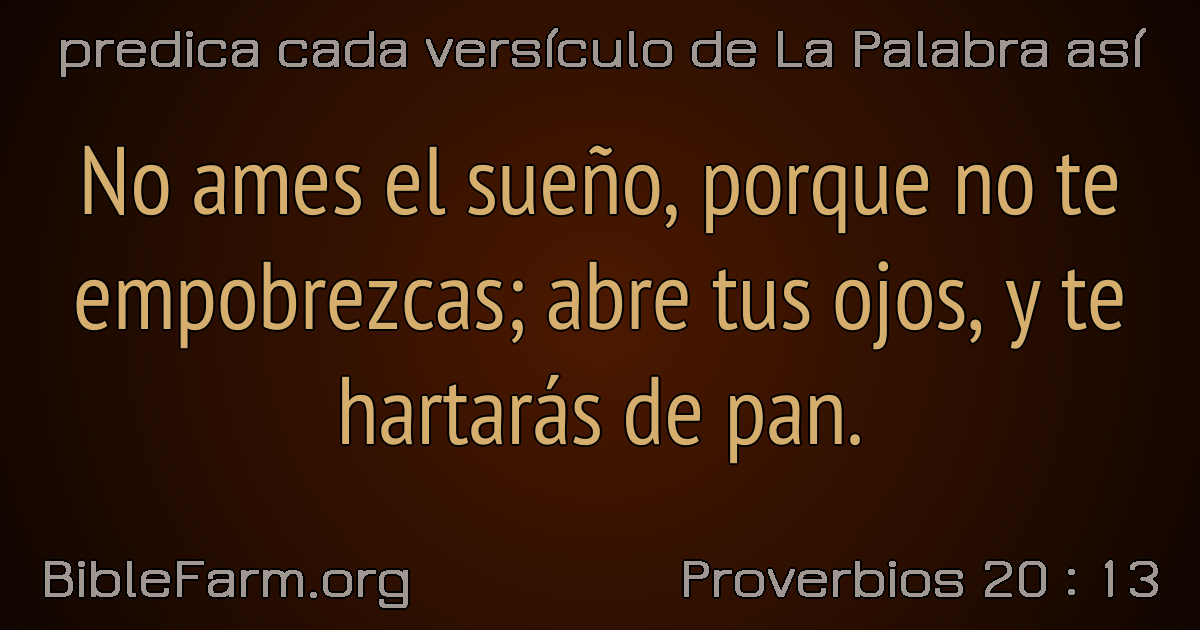 predica cada versículo de La Palabra así
No ames el sueño, porque no te
empobrezcas; abre tus ojos, y te
hartarás de pan.
BibleFarm.org
Proverbios 20 : 13